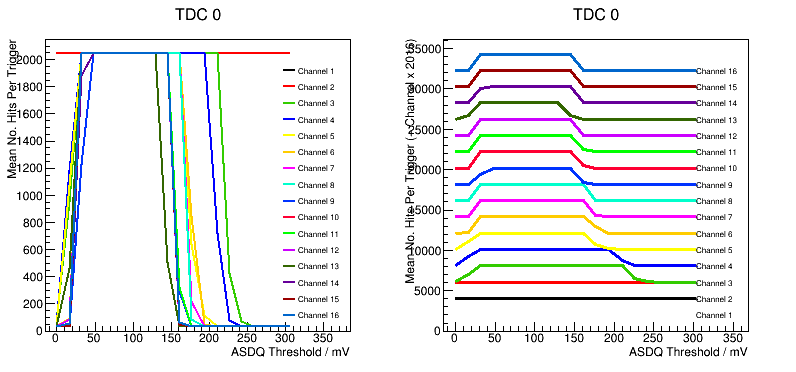 TDC 0
Mean No. Hits Per Trigger
2000
1800
1600
1400
1200
1000
800
600
400
200
0
0 50 100 150 200 250 300 350
ASDQ Threshold / mV
Channel 1
Channel 2
Channel 3
Channel 4
Channel 5
Channel 6
Channel 7
Channel 8
Channel 9
Channel 10
Channel 11
Channel 12
Channel 13
Channel 14
Channel 15
Channel 16
TDC 0
Mean No. Hits Per Trigger (+ Channel x 2016)
35000
30000
25000
20000
15000
10000
5000
0
0 50 100 150 200 250 300 350
ASDQ Threshold / mV
Channel 16
Channel 15
Channel 14
Channel 13
Channel 12
Channel 11
Channel 10
Channel 9
Channel 8
Channel 7
Channel 6
Channel 5
Channel 4
Channel 3
Channel 2
Channel 1